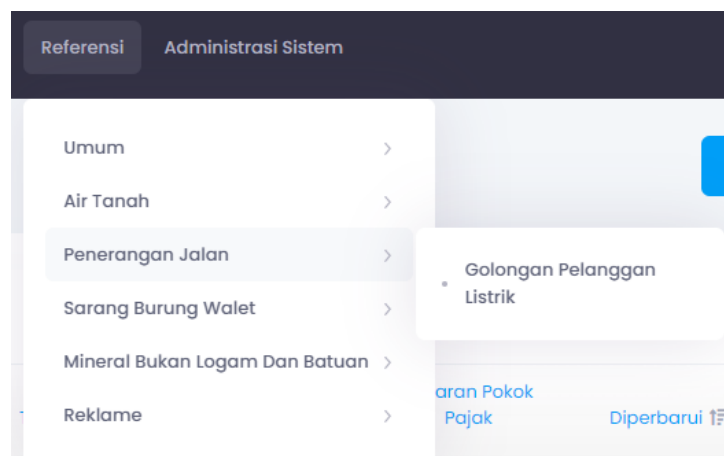 Referensi
Administrasi Sistem
Umum
Air Tanah
Penerangan Jalan
Golongan Pelanggan
Listrik
Sarang Burung Walet
Mineral Bukan Logam Dan Batuan
Reklame
aran Pokok
Pajak
Diperbarui